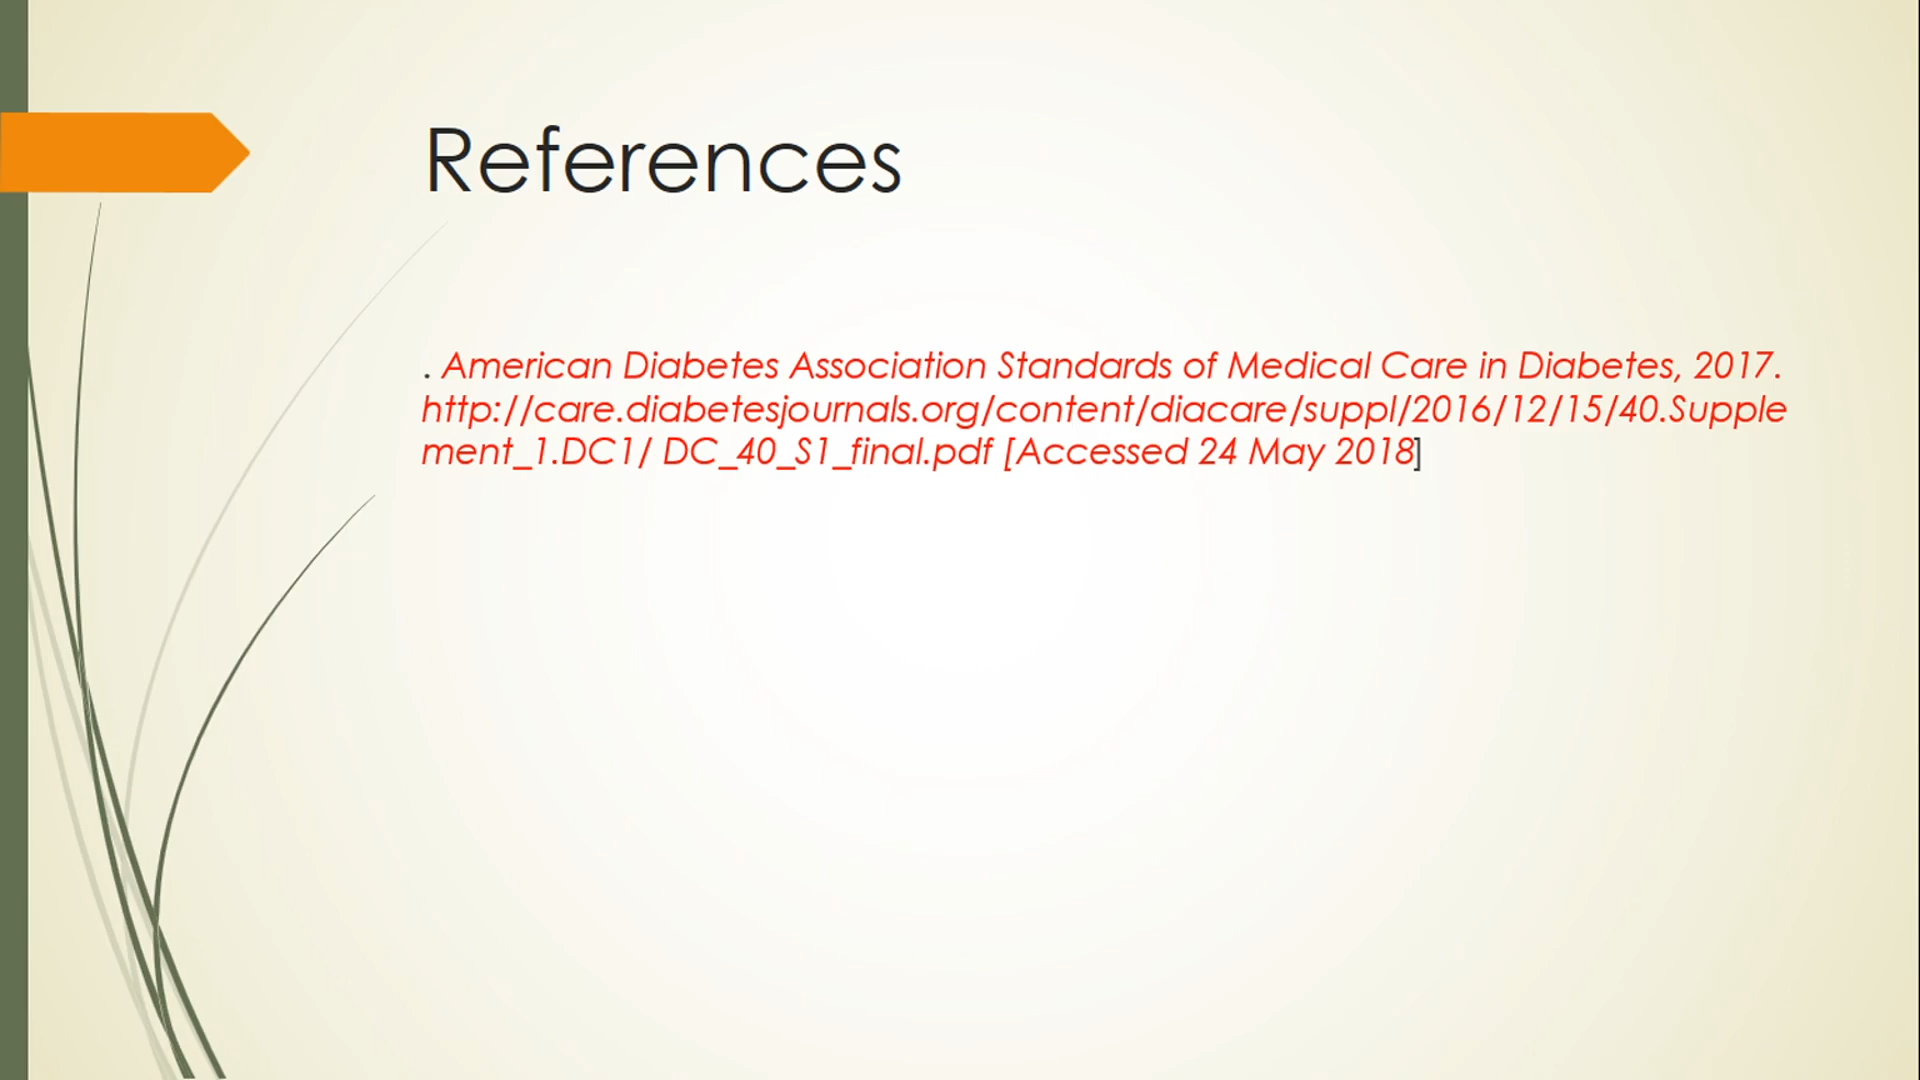 References
. American Diabetes Association Standards of Medical Care in Diabetes, 2017.
http://care.diabetesjournals.org/content/diacare/suppl/2016/12/15/40.Supple
ment_1.DC1/ DC_40_S1_final.pdf [Accessed 24 May 2018]